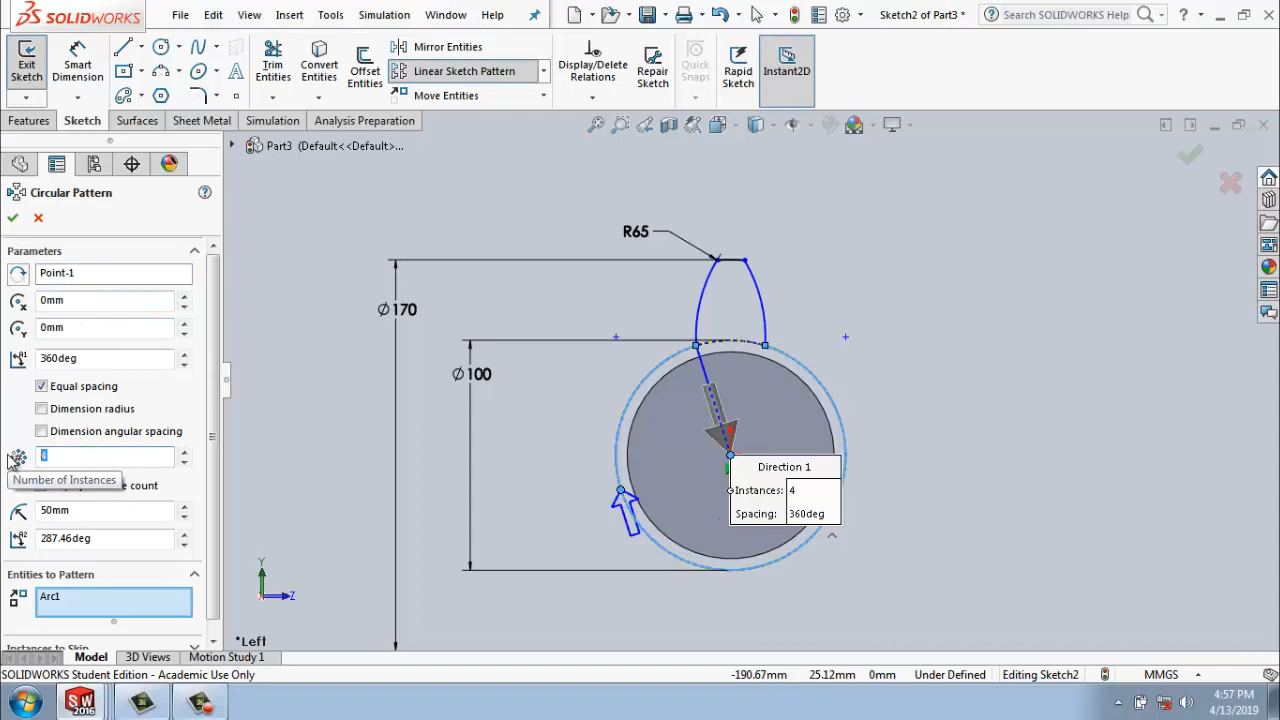 SOLIDWORKS
File Edit View Insert Tools Simulation Window Help
Sketch2 of Part3 *
Search SOLIDWORKS Help
Exit Sketch
Smart Dimension
Trim Entities
Convert Entities
Offset Entities
Mirror Entities
Linear Sketch Pattern
Move Entities
Display/Delete Relations
Repair Sketch
Quick Snaps
Rapid Sketch
Instant2D
Features Sketch Surfaces Sheet Metal Simulation Analysis Preparation
Part3 (Default<<Default>...
Circular Pattern
Parameters
Point-1
0mm
0mm
360deg
Equal spacing
Dimension radius
Dimension angular spacing
4
Number of Instances
count
50mm
287.46deg
Entities to Pattern
Arc1
Instances to Skip
R65
Ø170
Ø100
Direction 1
Instances: 4
Spacing: 360deg
Y
Z
*Left
Model 3D Views Motion Study 1
SOLIDWORKS Student Edition - Academic Use Only
-190.67mm 25.12mm 0mm Under Defined Editing Sketch2 MMGS
SW 2016
4:57 PM
4/13/2019